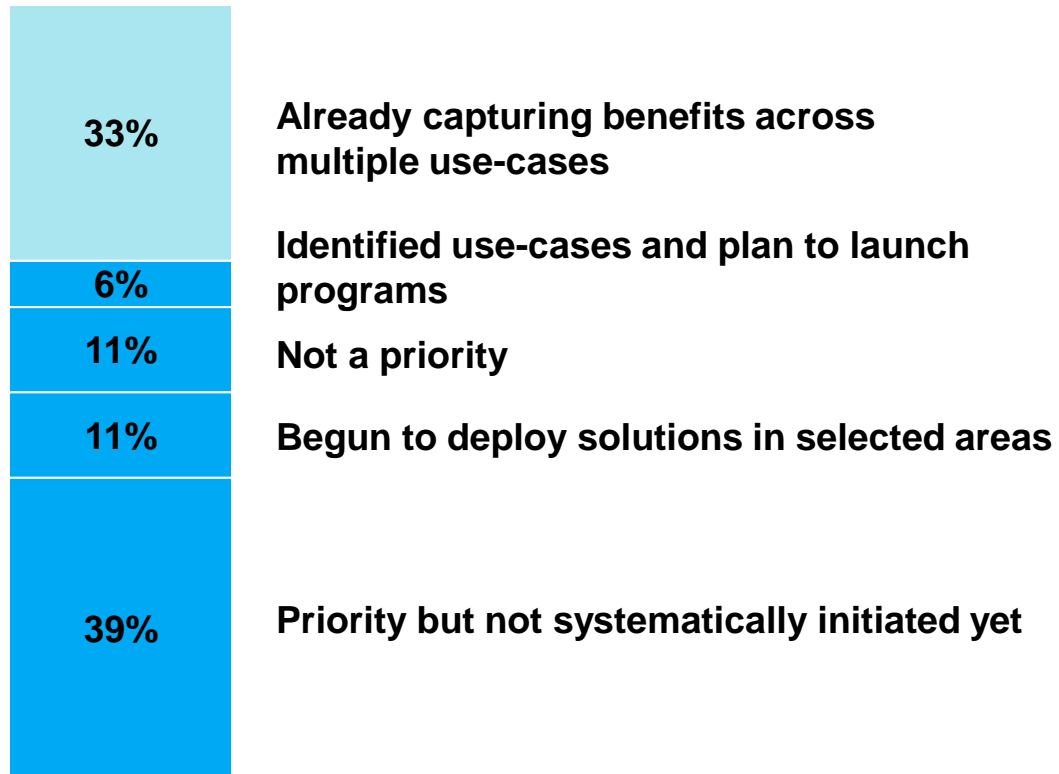 33%
Already capturing benefits across
multiple use-cases
6%
Identified use-cases and plan to launch
programs
11%
Not a priority
11%
Begun to deploy solutions in selected areas
39%
Priority but not systematically initiated yet